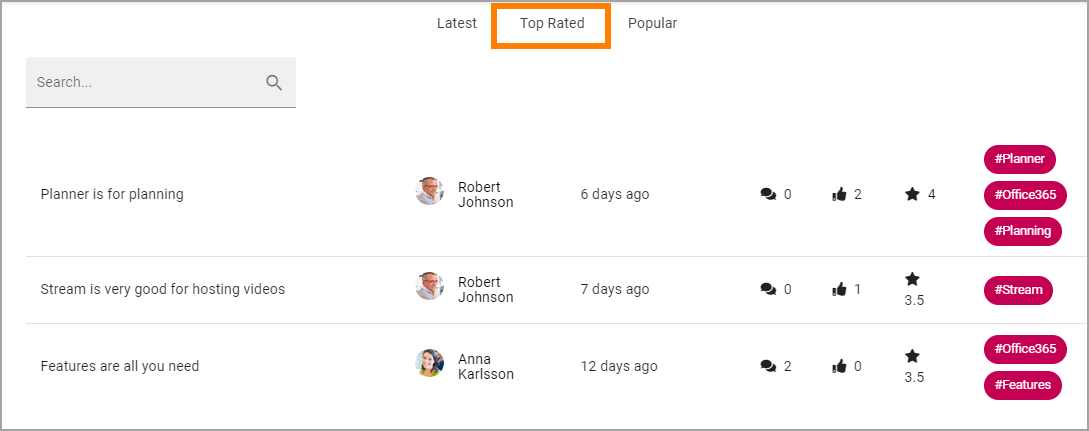 Latest Top Rated Popular
Search...
Planner is for planning
Robert
Johnson
6 days ago
0
2
4
#Planner
#Office365
#Planning
Stream is very good for hosting videos
Robert
Johnson
7 days ago
0
1
3.5
#Stream
Features are all you need
Anna
Karlsson
12 days ago
2
0
3.5
#Office365
#Features